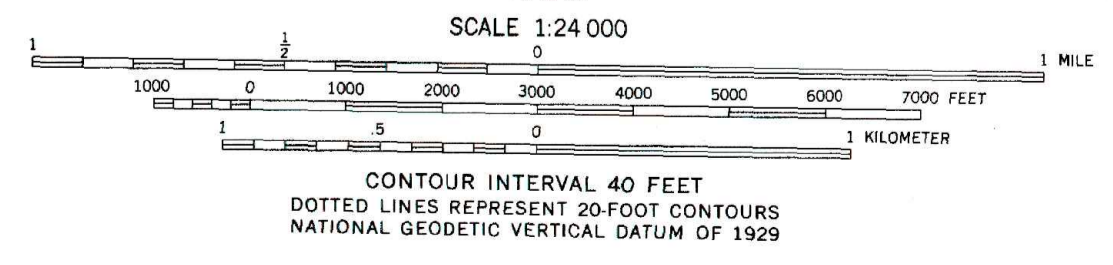 SCALE 1:24 000
1 ½ 0 1 MILE
1000 0 1000 2000 3000 4000 5000 6000 7000 FEET
1 .5 0 1 KILOMETER
CONTOUR INTERVAL 40 FEET
DOTTED LINES REPRESENT 20-FOOT CONTOURS
NATIONAL GEODETIC VERTICAL DATUM OF 1929